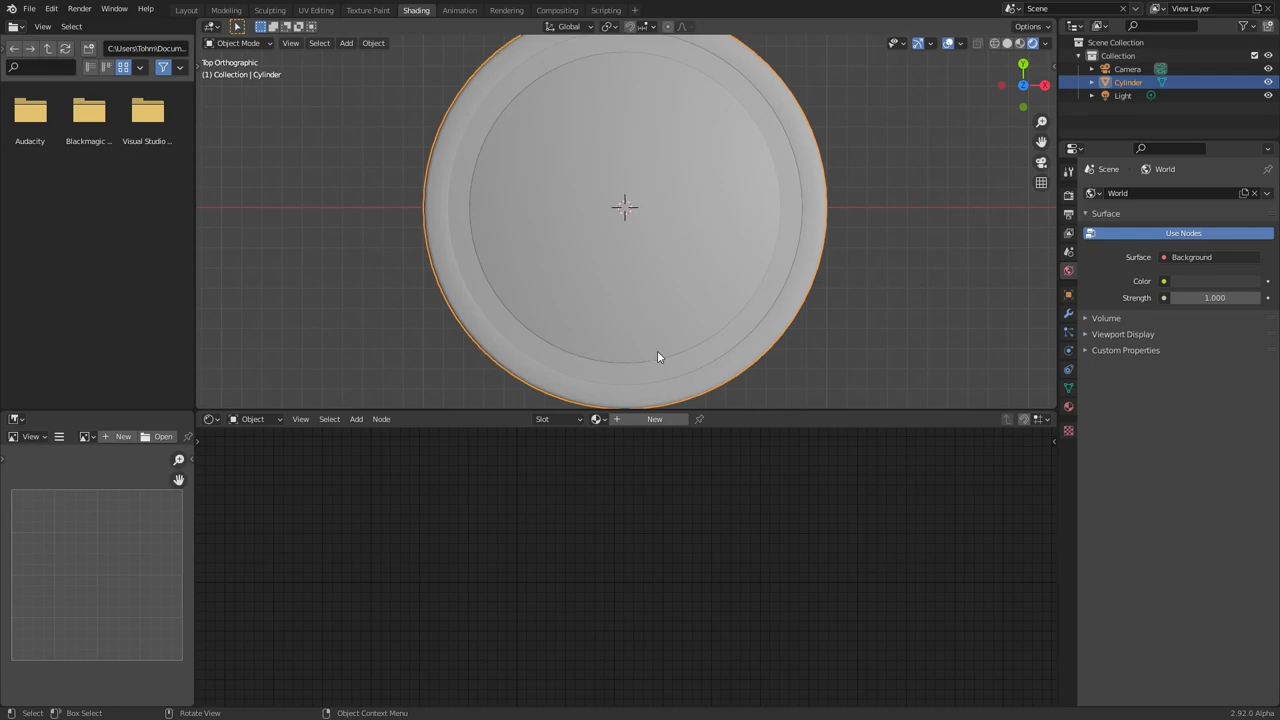 File Edit Render Window Help Layout Modeling Sculpting UV Editing Texture Paint Shading Animation Rendering Compositing Scripting Scene View Layer
View Select Global Options
C:\Users\Tohm\Docum... Object Mode View Select Add Object Scene Collection
Collection
Top Orthographic
(1) Collection | Cylinder
Camera
Cylinder
Light
Y
X
Z
Audacity Blackmagic ... Visual Studio ...
Scene World
World
Surface
Use Nodes
Surface Background
Color
Strength 1.000
Volume
Viewport Display
Custom Properties
Object View Select Add Node Slot New
View New Open
Select Box Select Rotate View Object Context Menu 2.92.0 Alpha